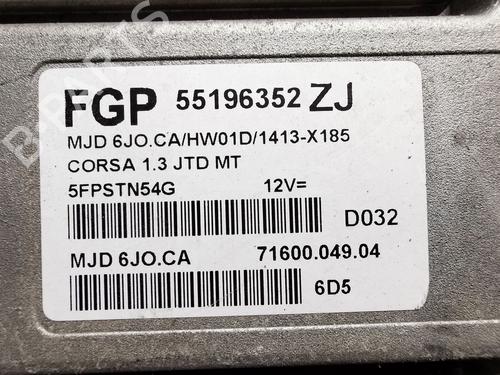 FGP 55196352 ZJ
MJD 6JO.CA/HW01D/1413-X185
CORSA 1.3 JTD MT
5FPSTN54G 12V=
D032
MJD 6JO.CA 71600.049.04
6D5
B-PARTS